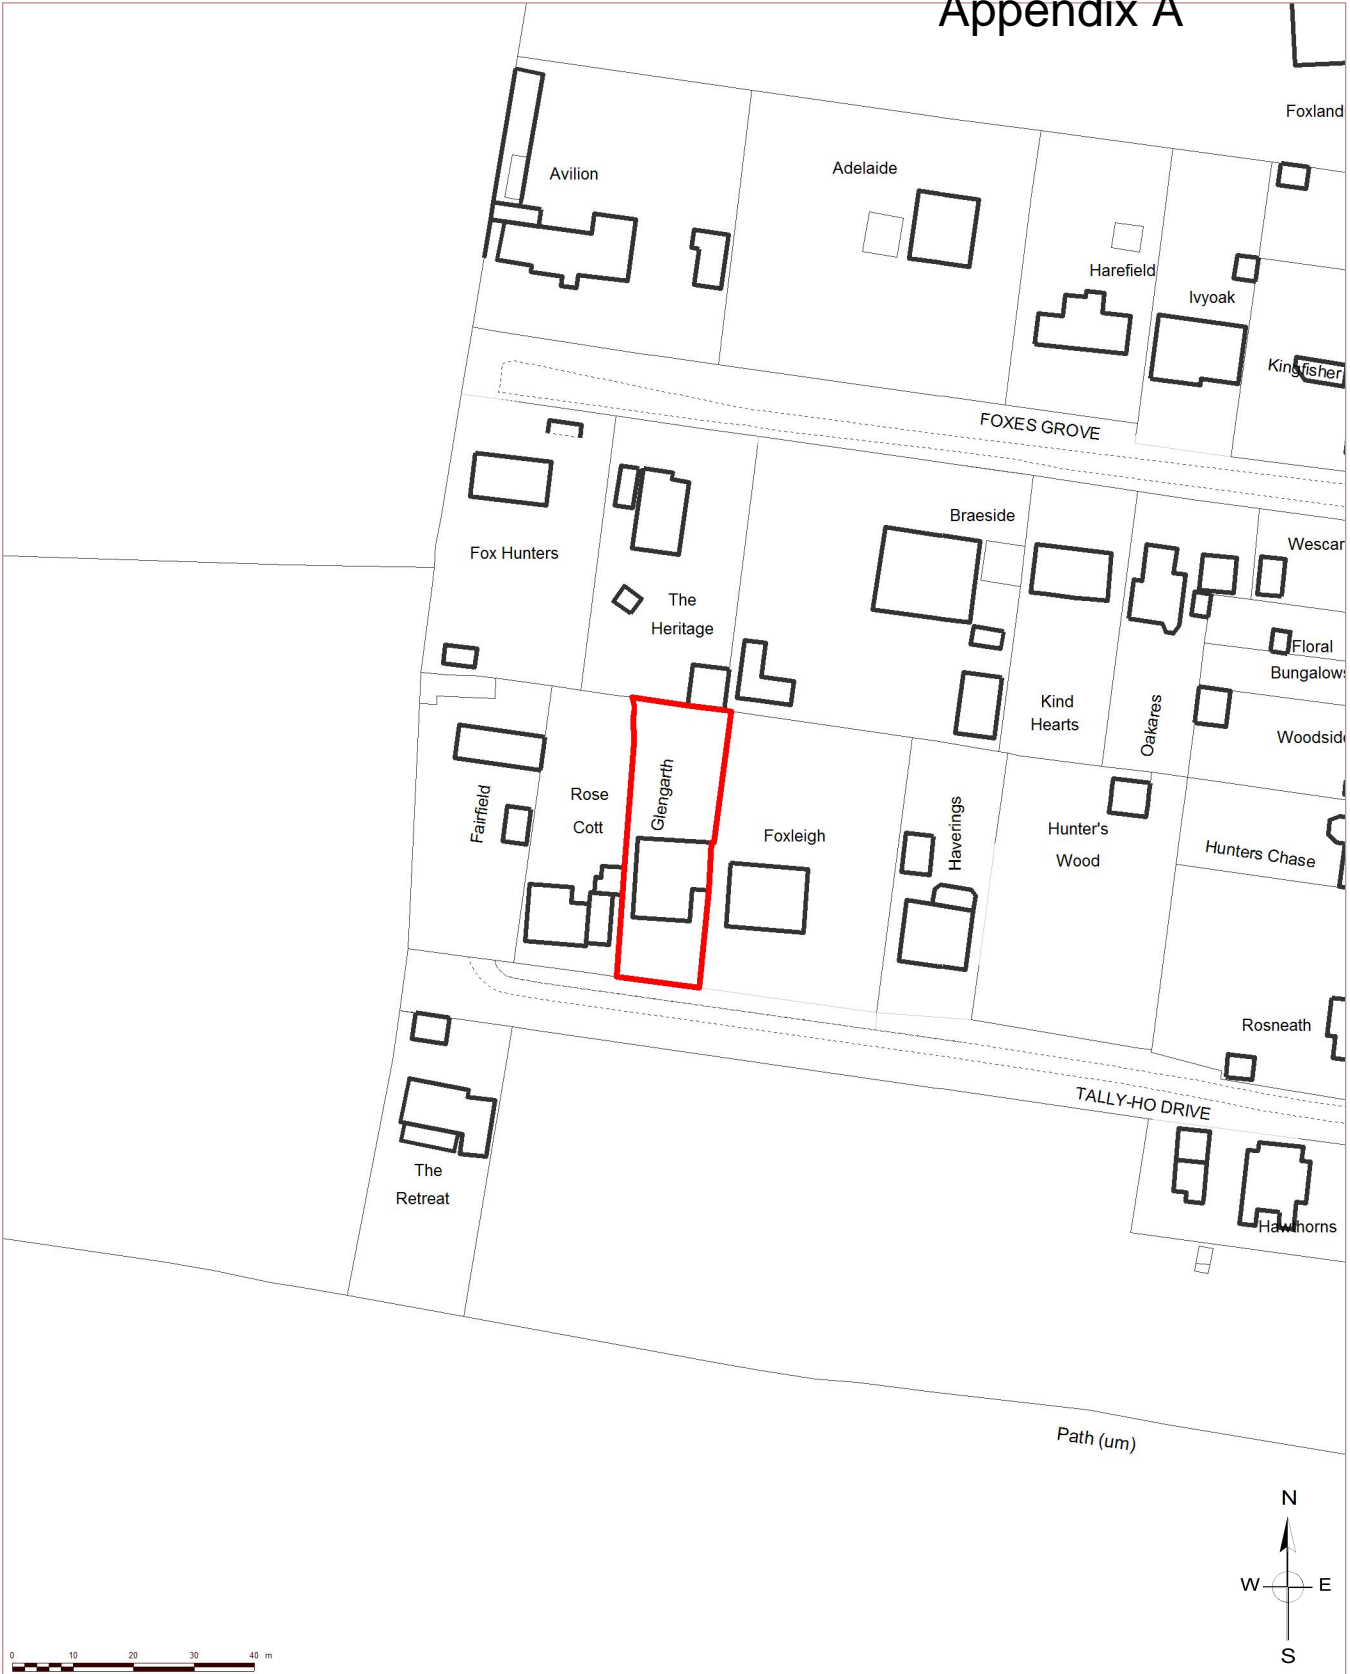 Appendix A
Foxland
Avilion
Adelaide
Harefield
Ivyoak
Kingfisher
FOXES GROVE
Braeside
Wescar
Fox Hunters
The
Heritage
Floral
Bungalows
Kind
Hearts
Oakares
Woodside
Glengarth
Rose
Cott
Fairfield
Foxleigh
Haverings
Hunter's
Wood
Hunters Chase
Rosneath
TALLY-HO DRIVE
The
Retreat
Hawthorns
Path (um)
N
W E
S
0 10 20 30 40 m